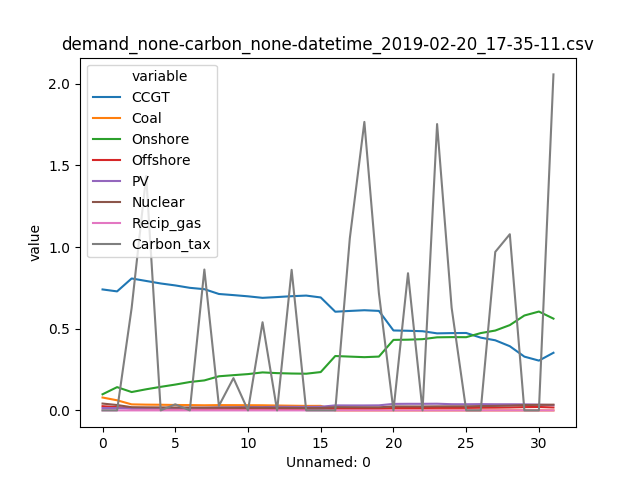 demand_none-carbon_none-datetime_2019-02-20_17-35-11.csv
variable
CCGT
Coal
Onshore
Offshore
PV
Nuclear
Recip_gas
Carbon_tax
value
2.0
1.5
1.0
0.5
0.0
0 5 10 15 20 25 30
Unnamed: 0